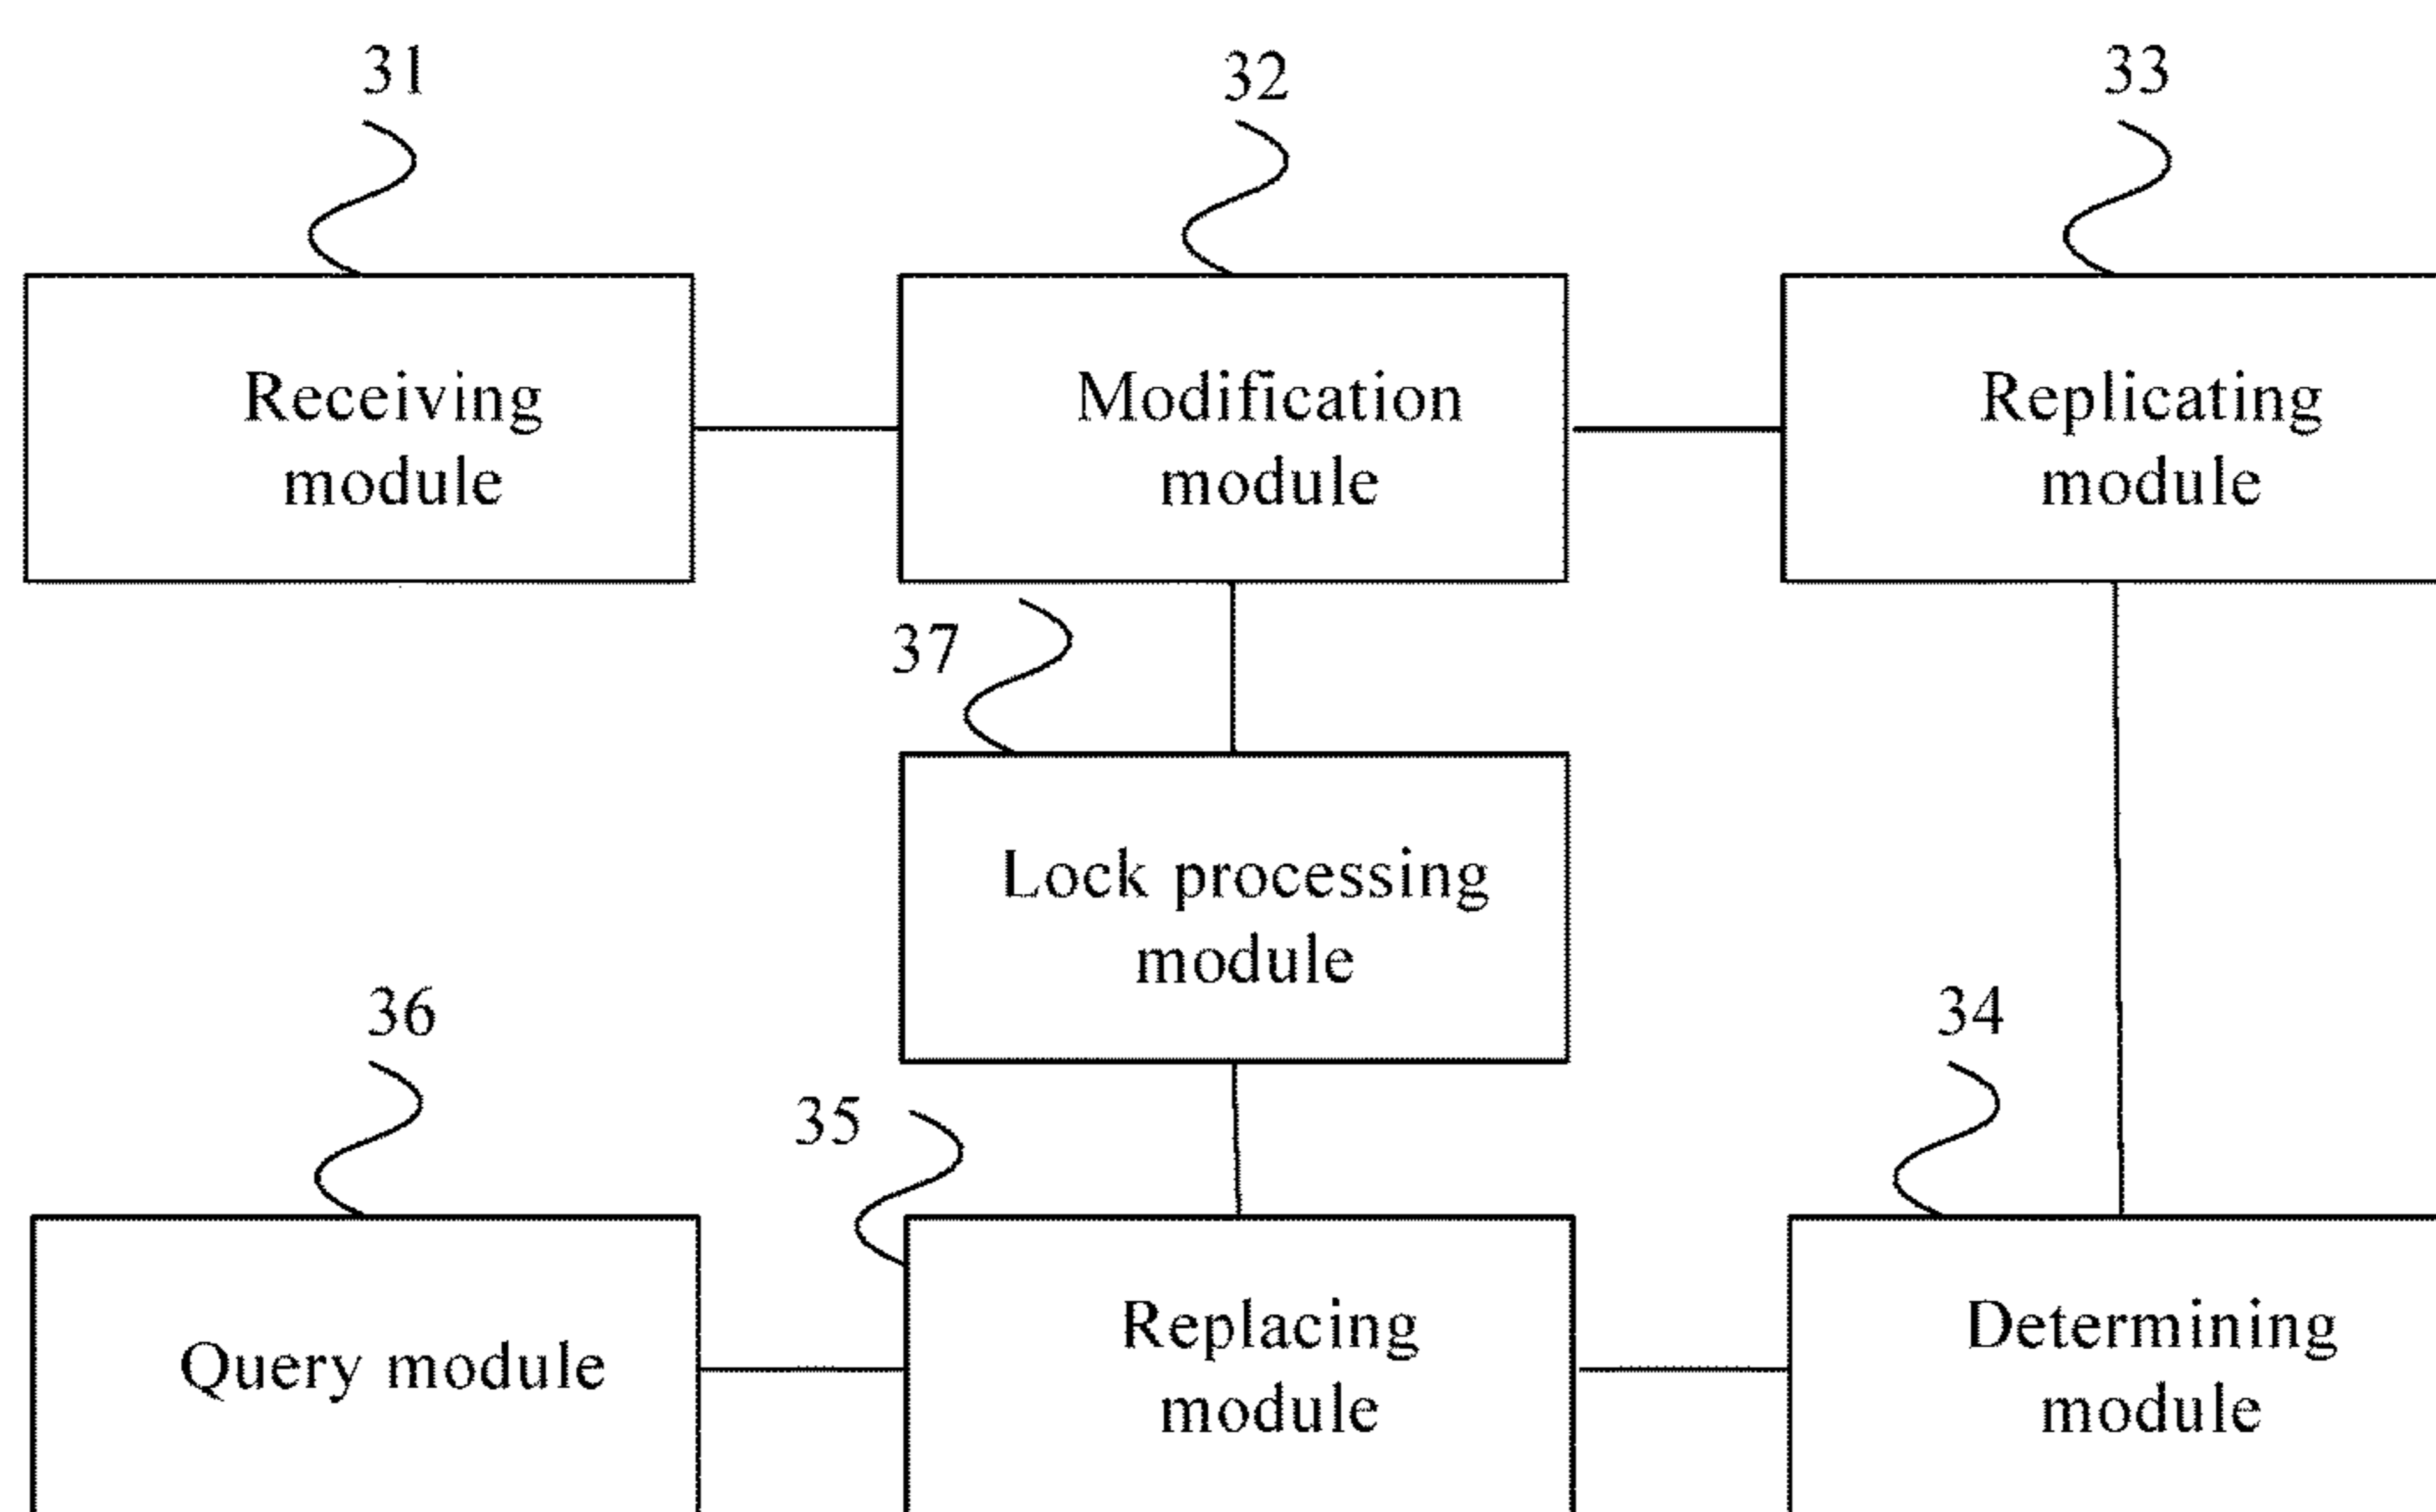 31
32
33
Receiving
module
Modification
module
Replicating
module
37
Lock processing
module
36
34
35
Query module
Replacing
module
Determining
module